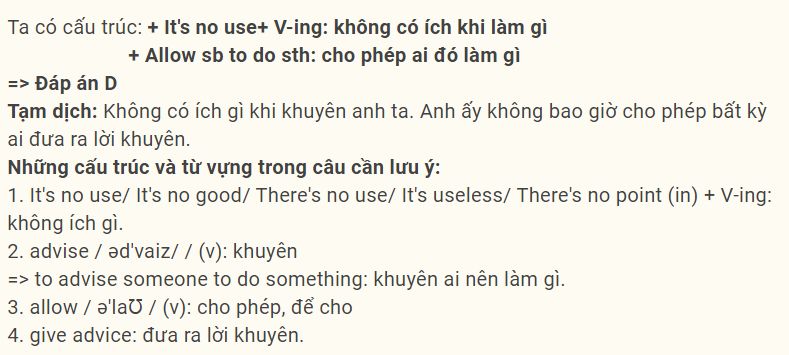 Ta có cấu trúc: + It's no use+ V-ing: không có ích khi làm gì
+ Allow sb to do sth: cho phép ai đó làm gì
=> Đáp án D
Tạm dịch: Không có ích gì khi khuyên anh ta. Anh ấy không bao giờ cho phép bất kỳ
ai đưa ra lời khuyên.
Những cấu trúc và từ vựng trong câu cần lưu ý:
1. It's no use/ It's no good/ There's no use/ It's useless/ There's no point (in) + V-ing:
không ích gì.
2. advise / əd'vaiz/ / (v): khuyên
=> to advise someone to do something: khuyên ai nên làm gì.
3. allow / ə'laƱ / (v): cho phép, để cho
4. give advice: đưa ra lời khuyên.